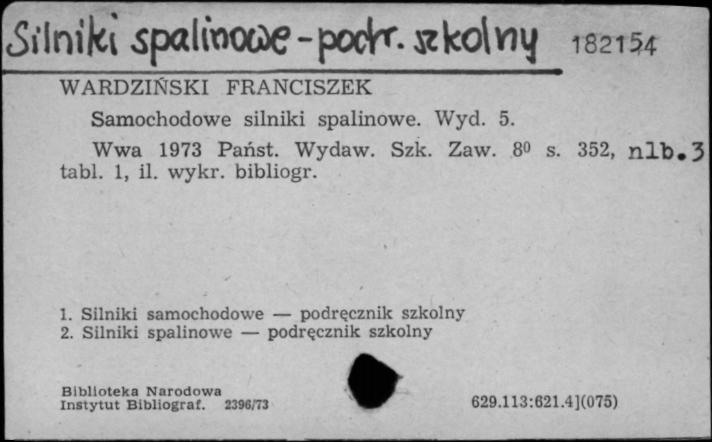 Silniki spalinowe - podr. szkolny 182154
WARDZIŃSKI FRANCISZEK
Samochodowe silniki spalinowe. Wyd. 5.
Wwa 1973 Państ. Wydaw. Szk. Zaw. 8⁰ s. 352, nlb. 3
tabl. 1, il. wykr. bibliogr.
1. Silniki samochodowe — podręcznik szkolny
2. Silniki spalinowe — podręcznik szkolny
Biblioteka Narodowa
Instytut Bibliograf. 2396/73 629.113:621.4](075)